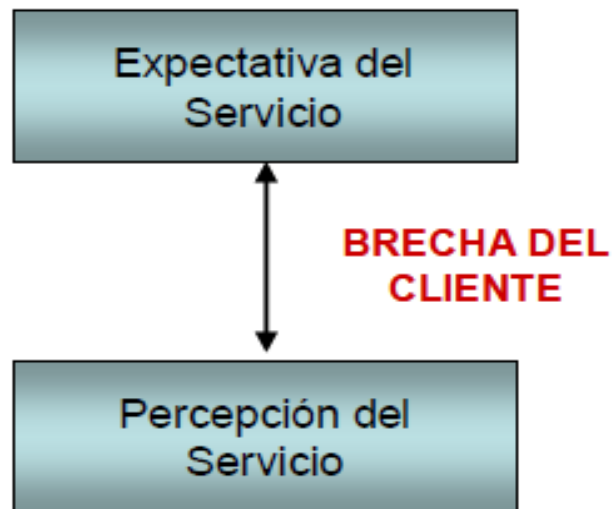 Expectativa del
Servicio
BRECHA DEL
CLIENTE
Percepción del
Servicio